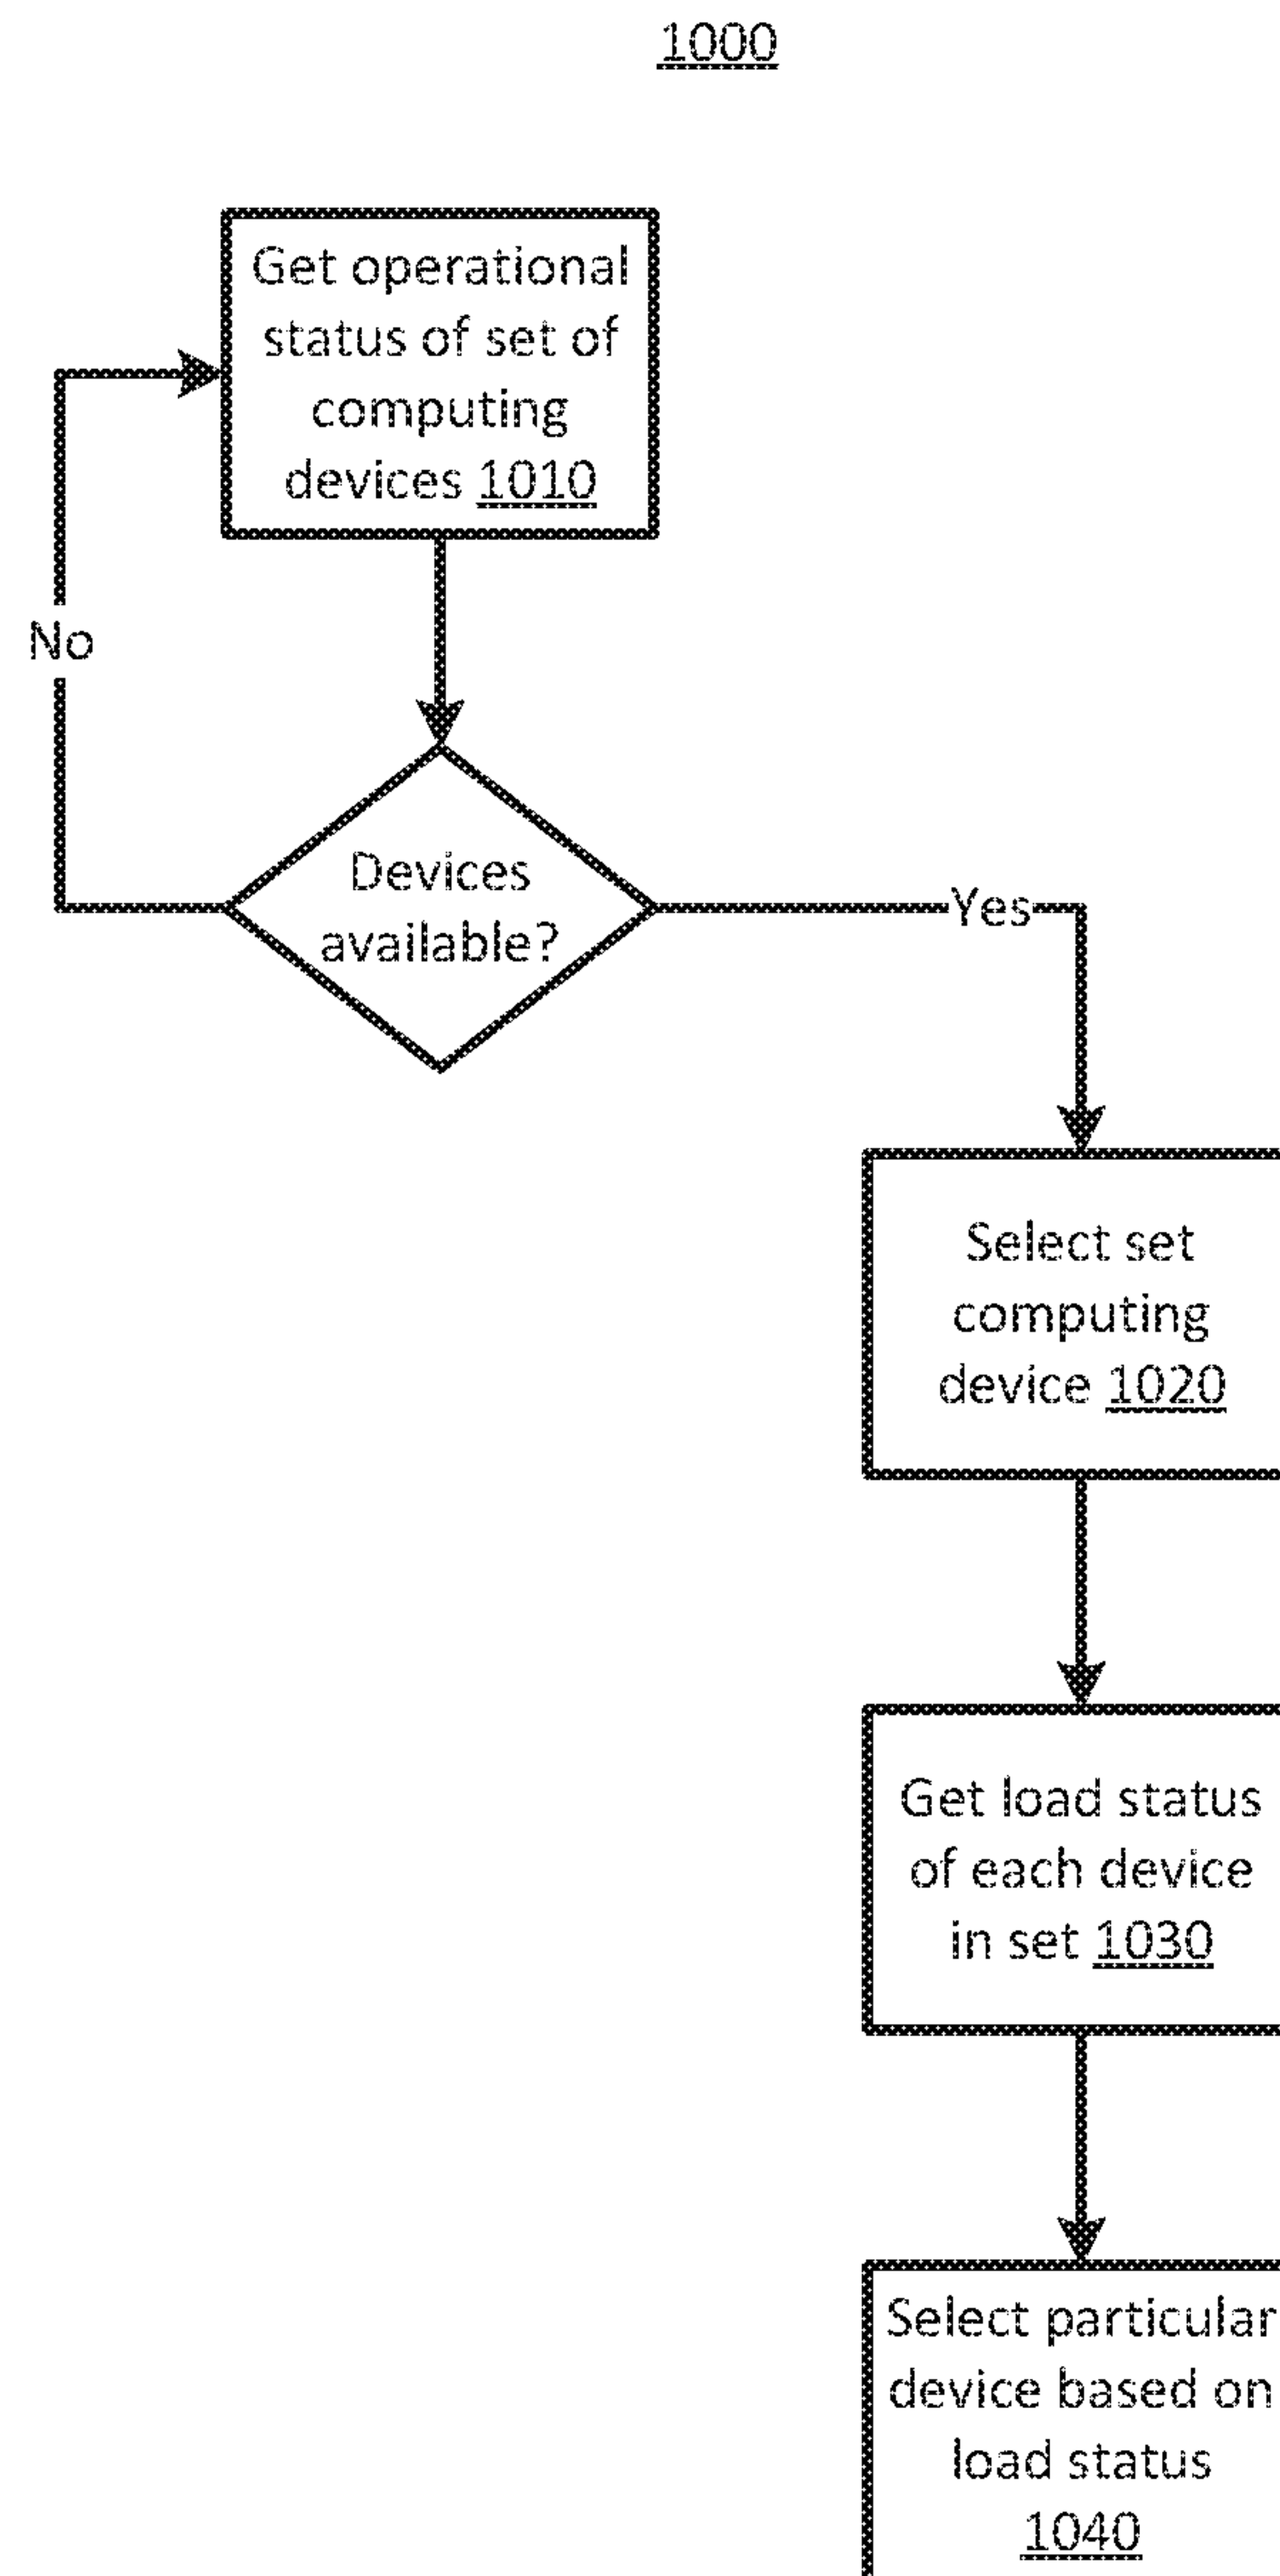 1000
Get operational
status of set of
computing
devices 1010
No
Devices
available?
Yes
Select set
computing
device 1020
Get load status
of each device
in set 1030
Select particular
device based on
load status
1040